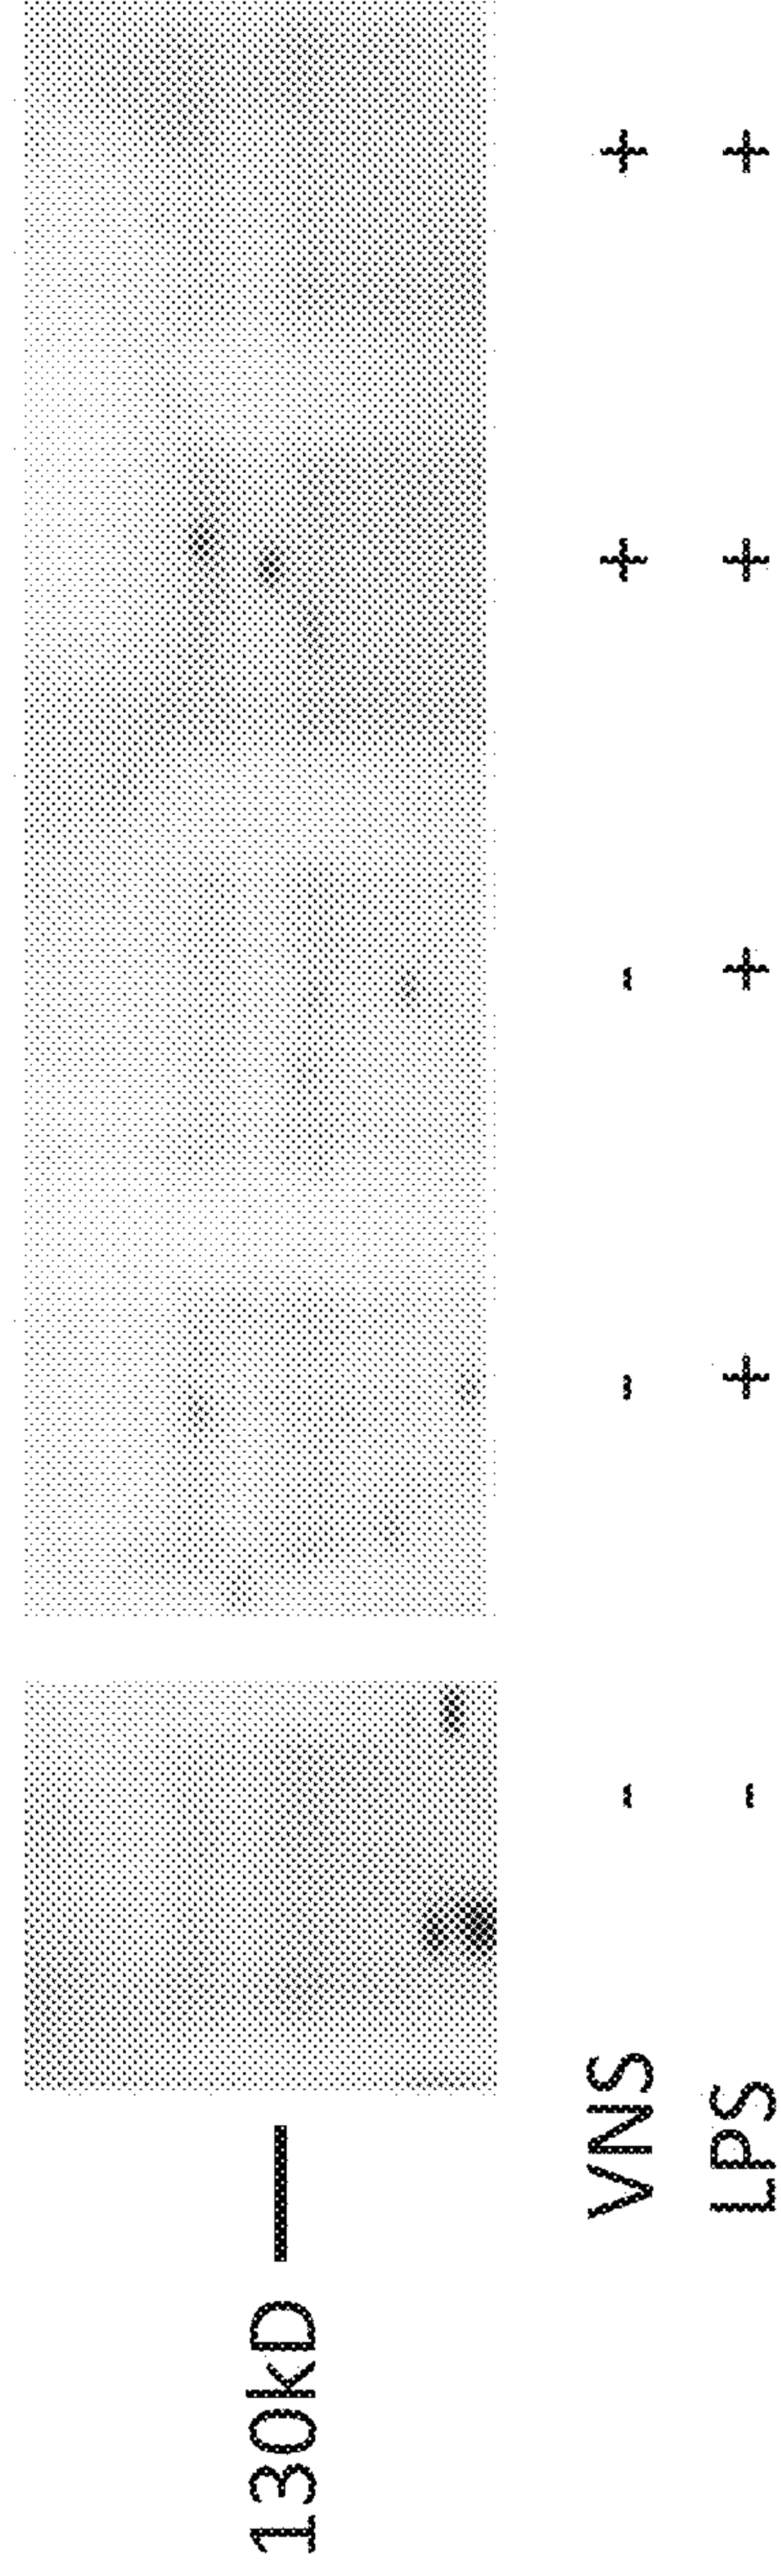 130kD
VNS - - - + +
LPS - + + + +